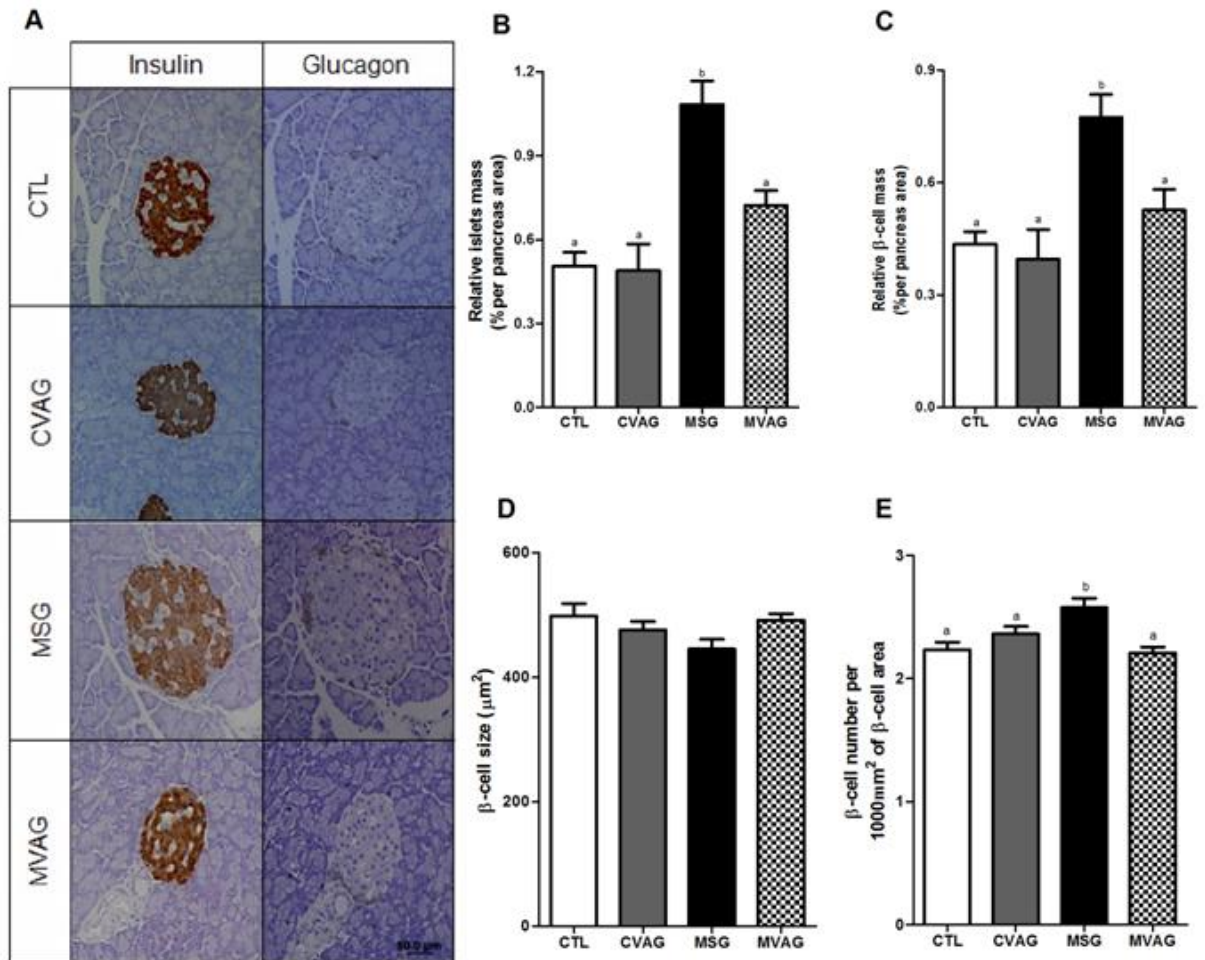 A
Insulin Glucagon
CTL
CVAG
MSG
MVAG
50.0 µm
B
Relative islets mass
(%per pancreas area)
1.2
0.9
0.6
0.3
0.0
a
a
b
a
CTL CVAG MSG MVAG
C
Relative β-cell mass
(%per pancreas area)
0.9
0.6
0.3
0.0
a
a
b
a
CTL CVAG MSG MVAG
D
β-cell size (µm²)
600
400
200
0
CTL CVAG MSG MVAG
E
β-cell number per
1000mm² of β-cell area
3
2
1
0
a
a
b
a
CTL CVAG MSG MVAG